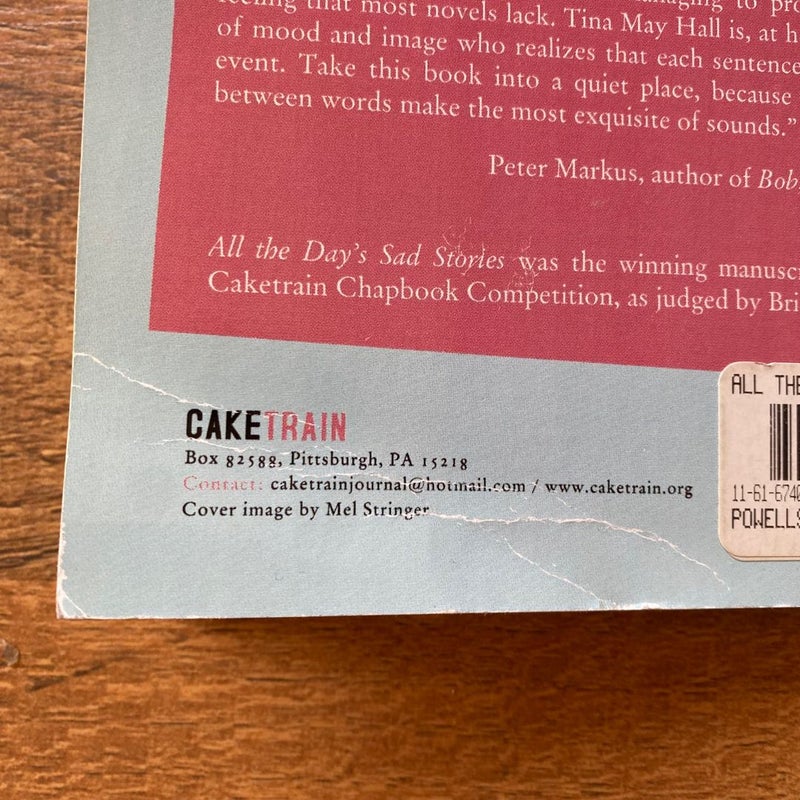 feeling that most novels lack. Tina May Hall is, at h
of mood and image who realizes that each sentence
event. Take this book into a quiet place, because
between words make the most exquisite of sounds.”
Peter Markus, author of Bob
All the Day’s Sad Stories was the winning manusc
Caketrain Chapbook Competition, as judged by Bri
CAKETRAIN
Box 82588, Pittsburgh, PA 15218
Contact: caketrainjournal@hotmail.com / www.caketrain.org
Cover image by Mel Stringer
ALL THE
11-61-6740
POWELLS